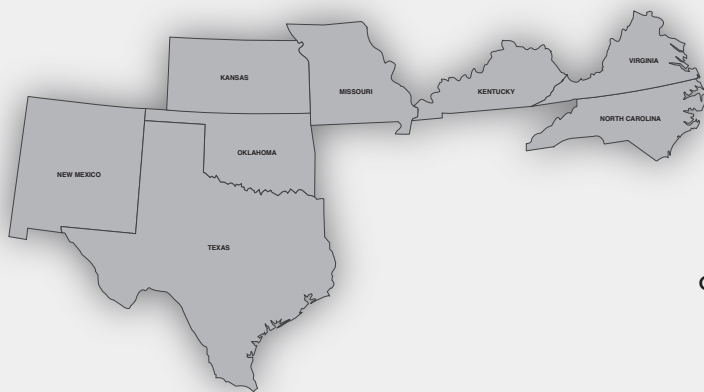 VIRGINIA
KANSAS
MISSOURI
KENTUCKY
NORTH CAROLINA
OKLAHOMA
NEW MEXICO
TEXAS